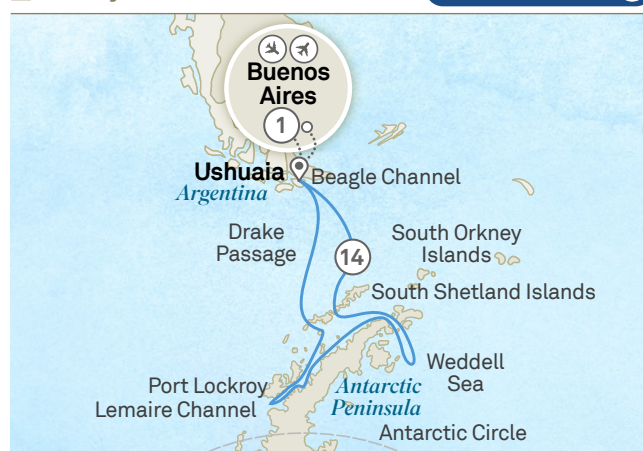 Buenos
Aires
1
Ushuaia
Beagle Channel
Argentina
Drake
Passage
South Orkney
Islands
14
South Shetland Islands
Weddell
Sea
Port Lockroy
Lemaire Channel
Antarctic
Peninsula
Antarctic Circle